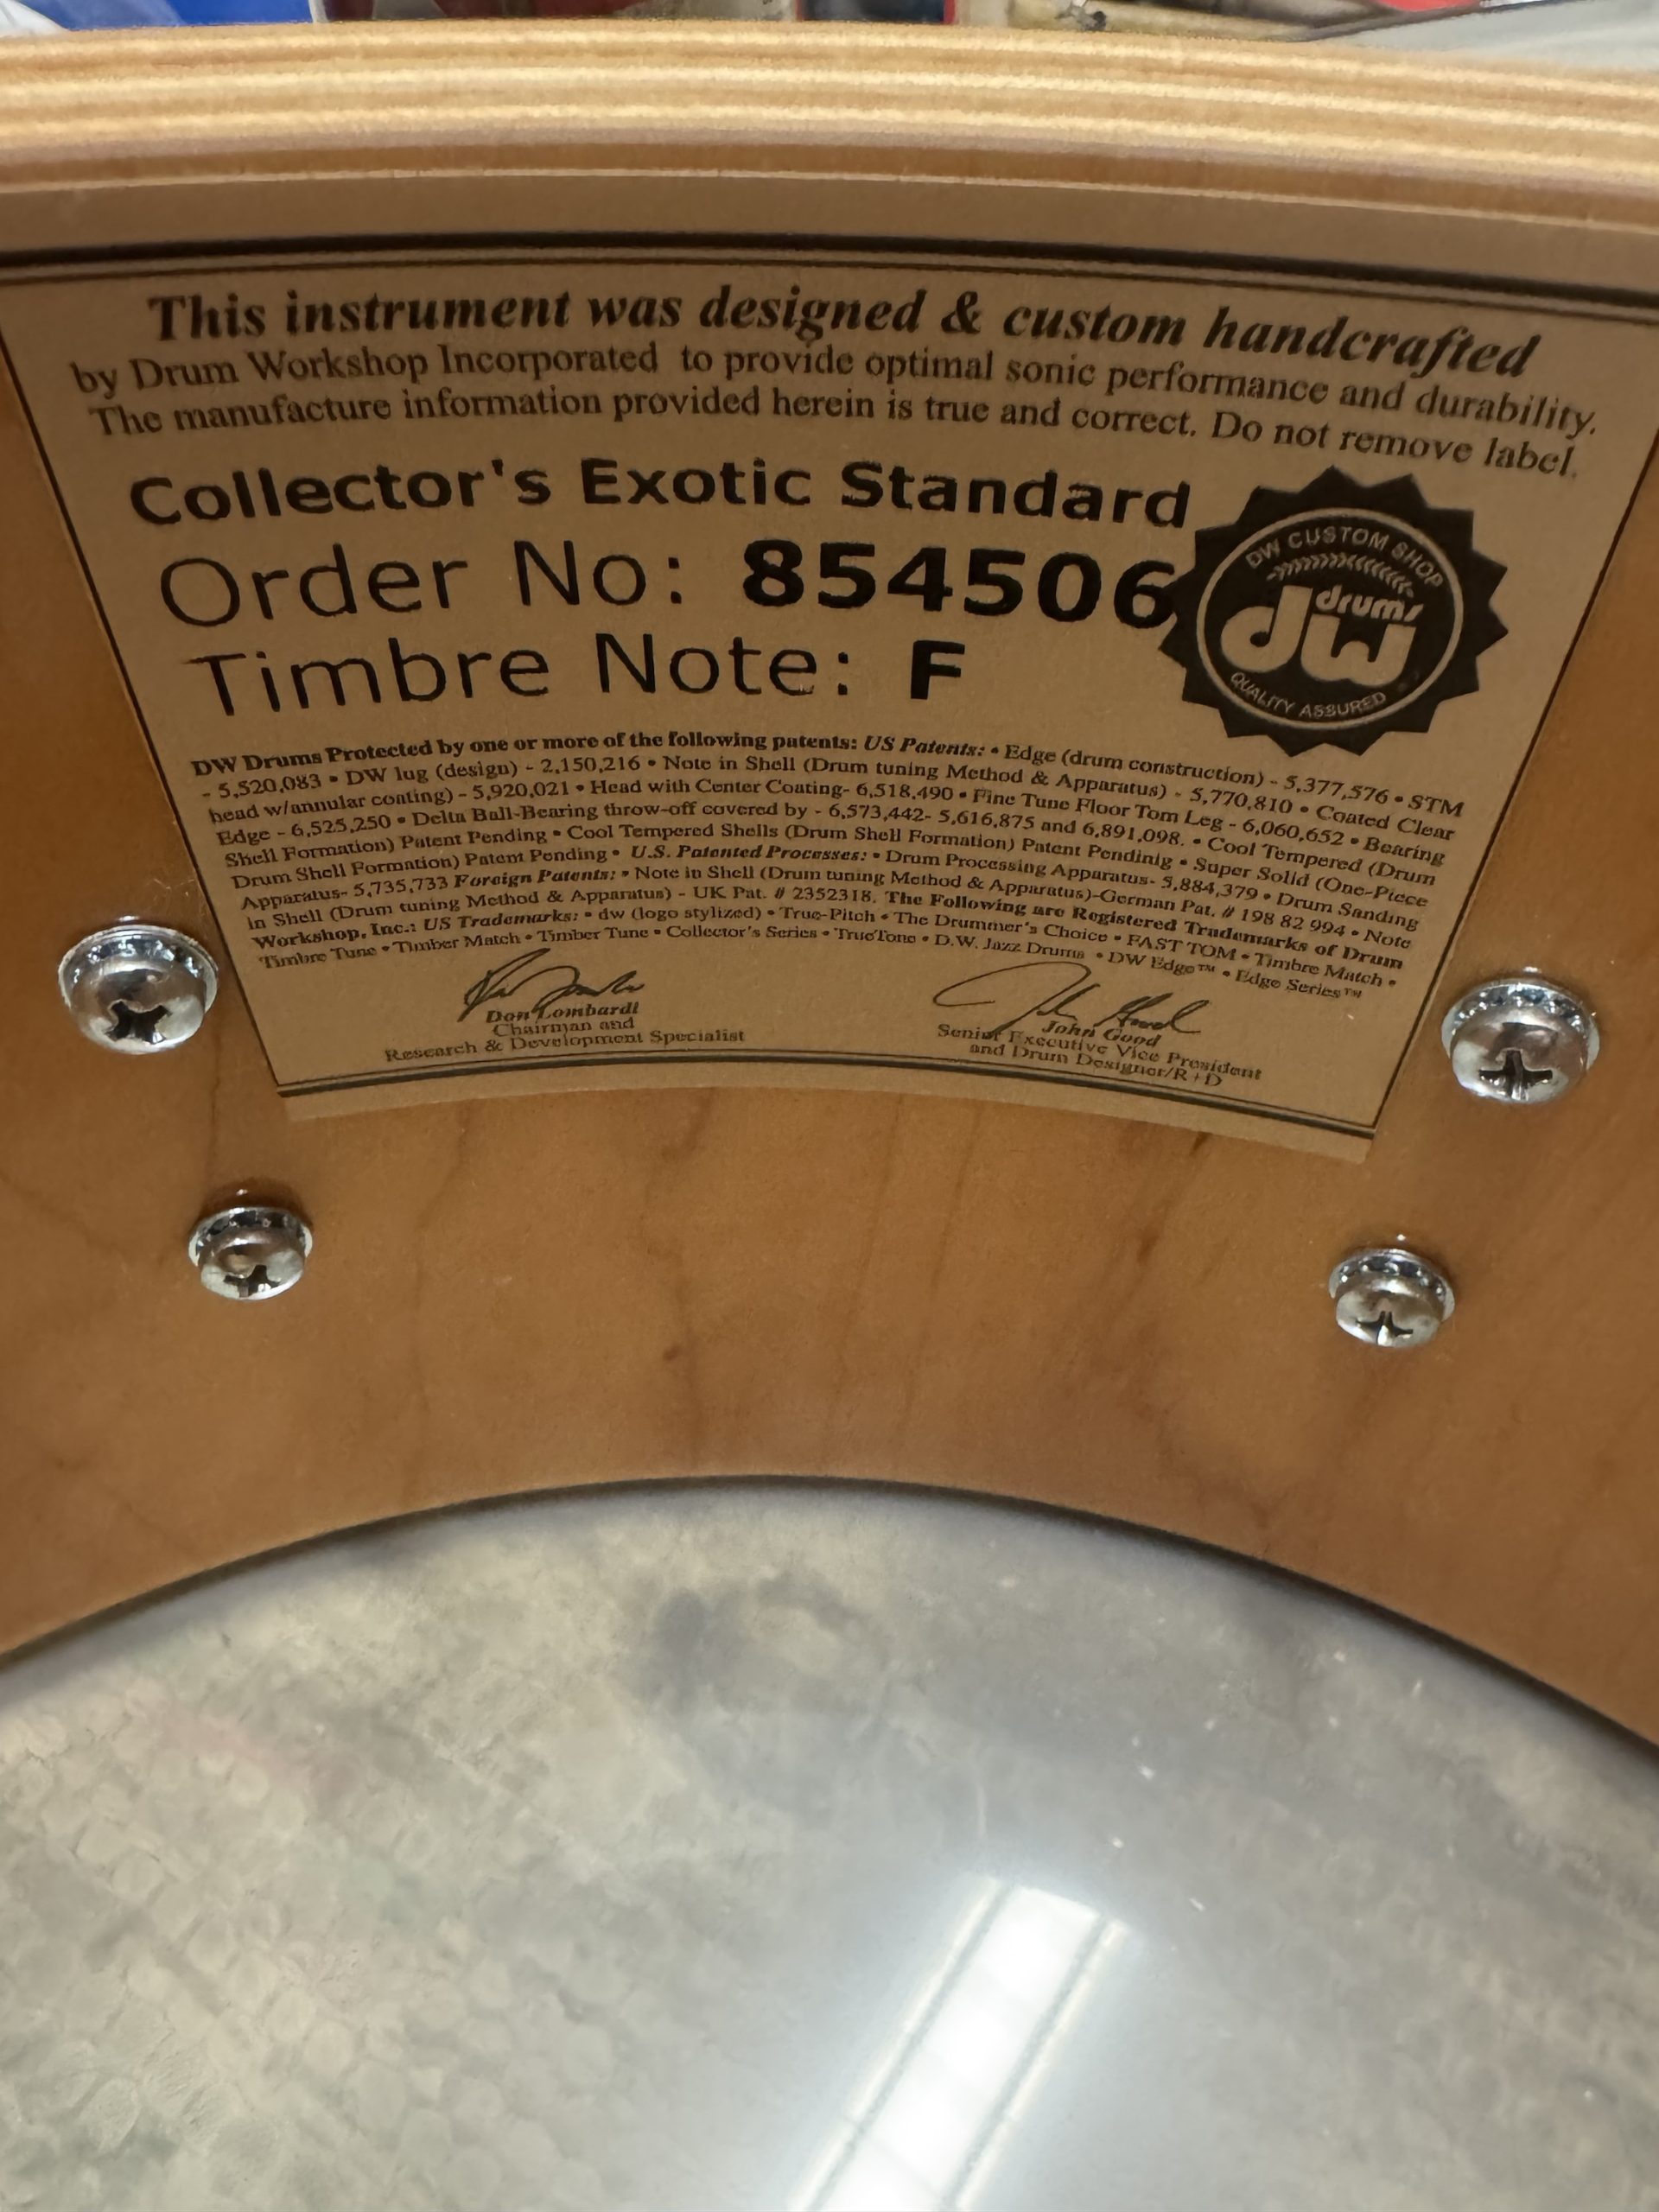 This instrument was designed & custom handcrafted
by Drum Workshop Incorporated to provide optimal sonic performance and durability.
The manufacture information provided herein is true and correct. Do not remove label.
Collector's Exotic Standard
Order No: 854506
Timbre Note: F
DW CUSTOM SHOP
dw drums
QUALITY ASSURED
DW Drums Protected by one or more of the following patents: US Patents: • Edge (drum construction) - 5,377,576 • STM
- 5,520,083 • DW lug (design) - 2,150,216 • Note in Shell (Drum tuning Method & Apparatus) - 5,770,810 • Coated Clear
head w/annular coating) - 5,920,021 • Head with Center Coating- 6,518,490 • Fine Tune Floor Tom Leg - 6,060,652 • Bearing
Edge - 6,525,250 • Delta Ball-Bearing throw-off covered by - 6,573,442- 5,616,875 and 6,891,098. • Cool Tempered (Drum
Shell Formation) Patent Pending • Cool Tempered Shells (Drum Shell Formation) Patent Pendinig • Super Solid (One-Piece
Drum Shell Formation) Patent Pending • U.S. Patented Processes: • Drum Processing Apparatus- 5,884,379 • Drum Sanding
Apparatus- 5,735,733 Foreign Patents: • Note in Shell (Drum tuning Method & Apparatus)-German Pat. # 198 82 994 • Note
in Shell (Drum tuning Method & Apparatus) - UK Pat. # 2352318. The Following are Registered Trademarks of Drum
Workshop, Inc.: US Trademarks: • dw (logo stylized) • True-Pitch • The Drummer's Choice • FAST TOM • Timbre Match •
Timbre Tune • Timber Match • Timber Tune • Collector's Series • TrueTone • D.W. Jazz Drums • DW Edge™ • Edge Series™
Don Lombardi
Chairman and
Research & Development Specialist
John Good
Senior Executive Vice President
and Drum Designer/R+D